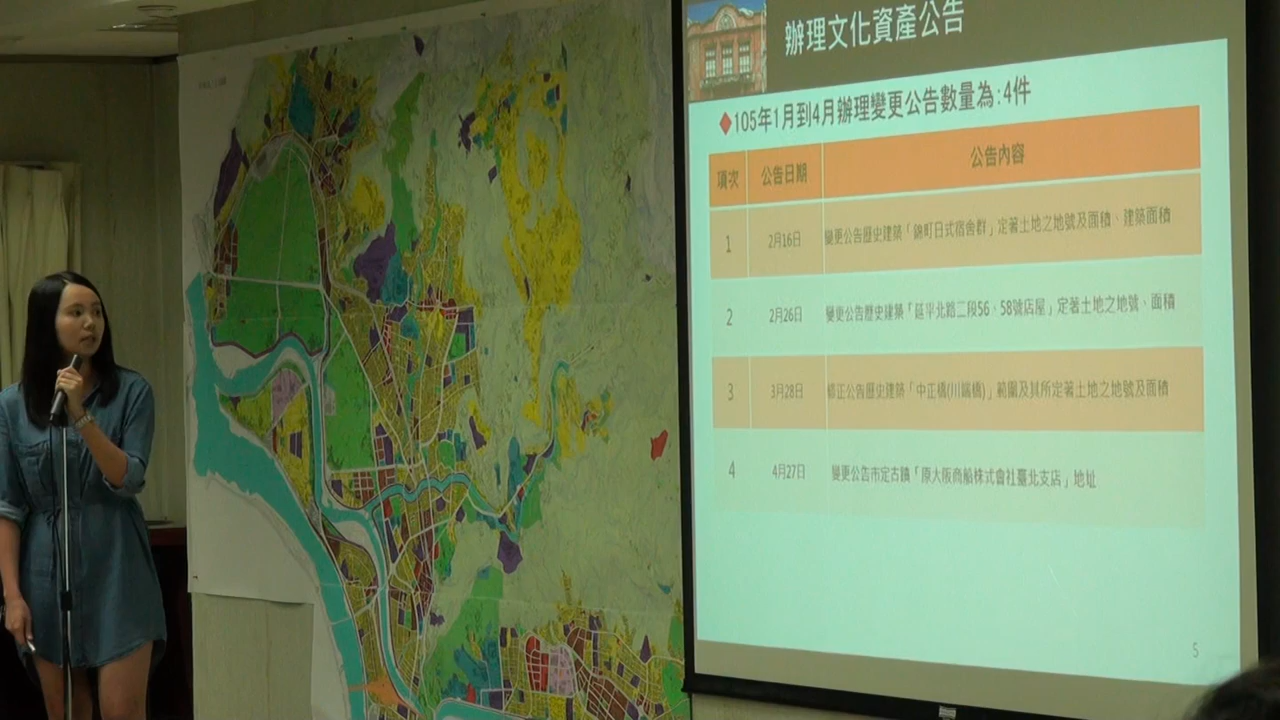 辦理文化資產公告
◆105年1月到4月辦理變更公告數量為:4件
項次 公告日期 公告內容
1 2月16日 變更公告歷史建築「錦町日式宿舍群」定著土地之地號及面積、建築面積
2 2月26日 變更公告歷史建築「延平北路二段56、58號店屋」定著土地之地號、面積
3 3月28日 修正公告歷史建築「中正橋(川端橋)」範圍及其所定著土地之地號及面積
4 4月27日 變更公告市定古蹟「原大阪商船株式會社臺北支店」地址
5